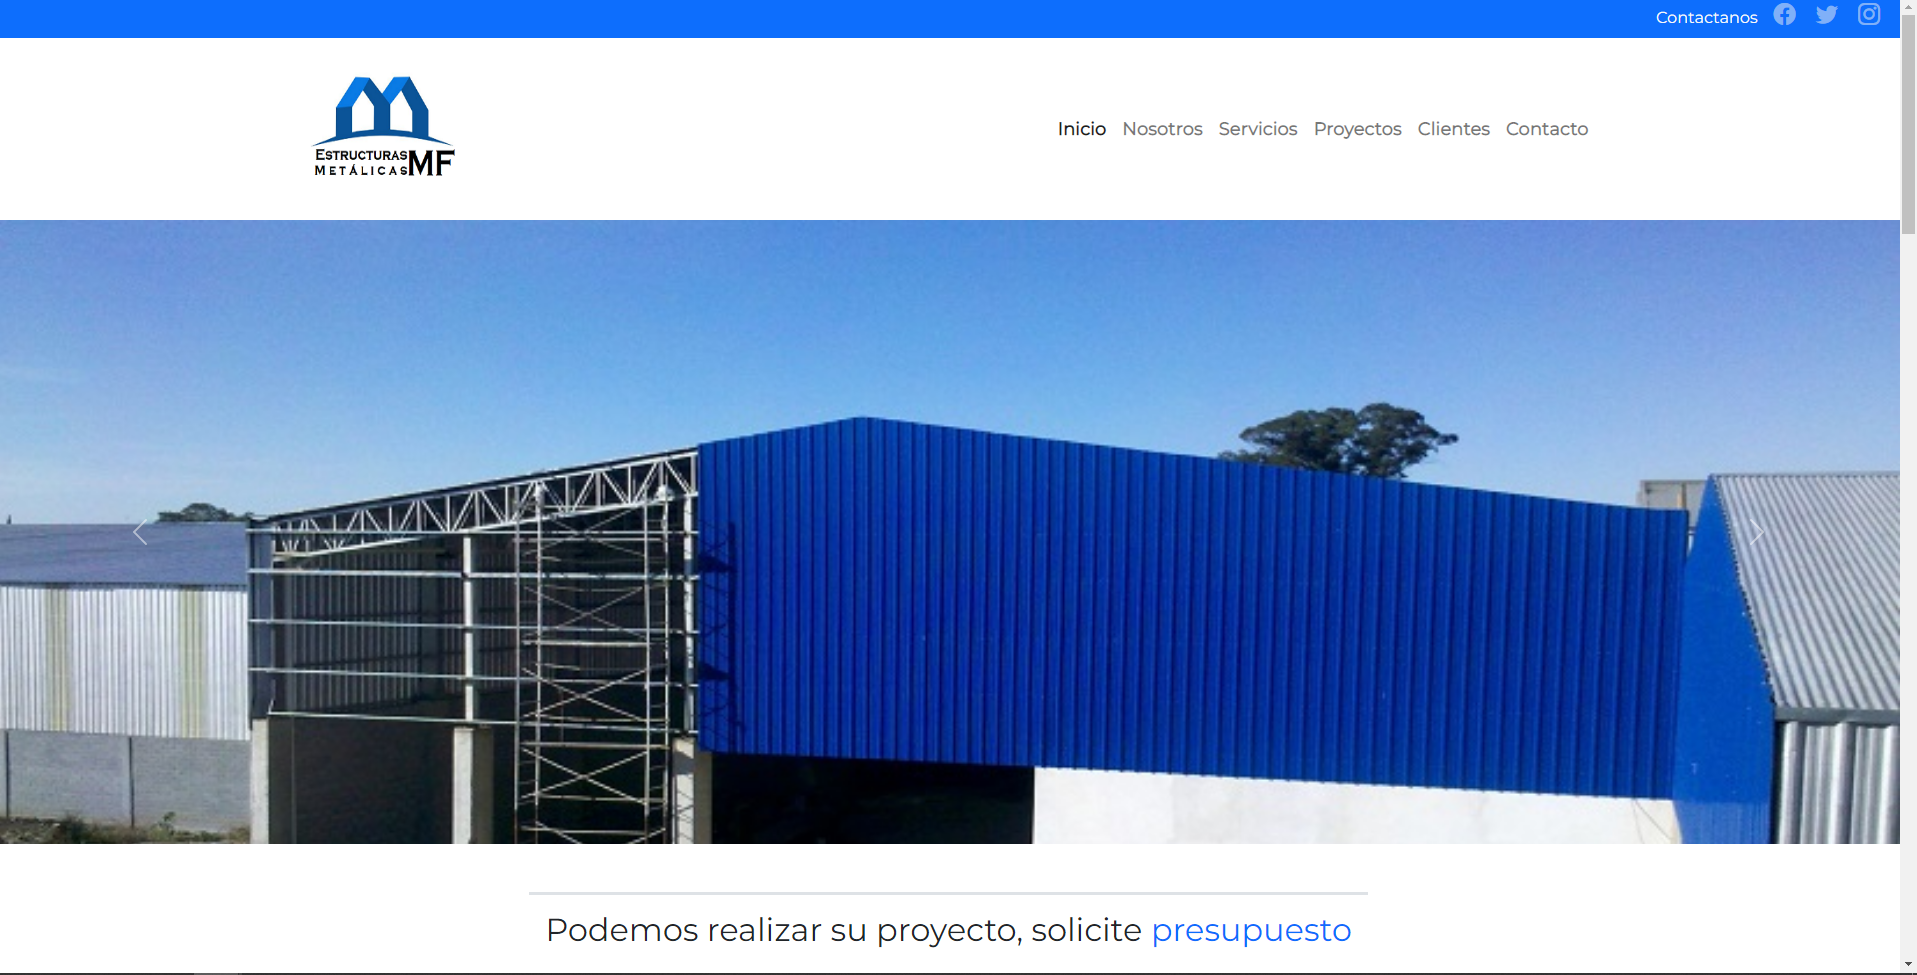 Contactanos
ESTRUCTURAS
METÁLICAS MF
Inicio Nosotros Servicios Proyectos Clientes Contacto
Podemos realizar su proyecto, solicite presupuesto